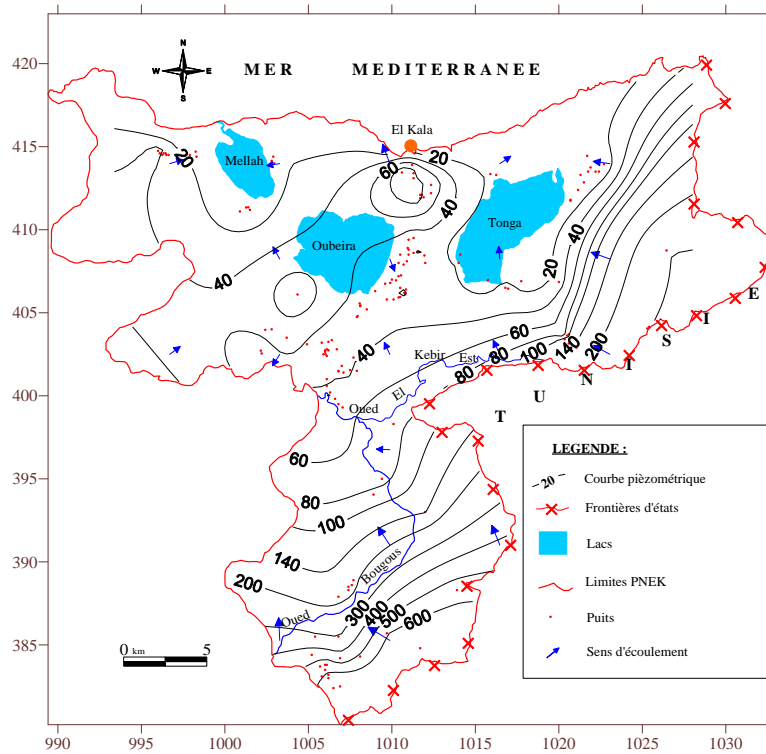 N
W E
S
MER MEDITERRANEE
El Kala
Mellah
Oubeira
Tonga
20
60
20
40
40
40
20
40
60
80
100
140
200
80
Kebir Est
El
Oued
T U N I S I E
60
80
100
140
200
300
400
500
600
Bougous
Oued
0 km 5
LEGENDE :
20 Courbe pièzométrique
Frontières d'états
Lacs
Limites PNEK
Puits
Sens d'écoulement
420
415
410
405
400
395
390
385
990 995 1000 1005 1010 1015 1020 1025 1030